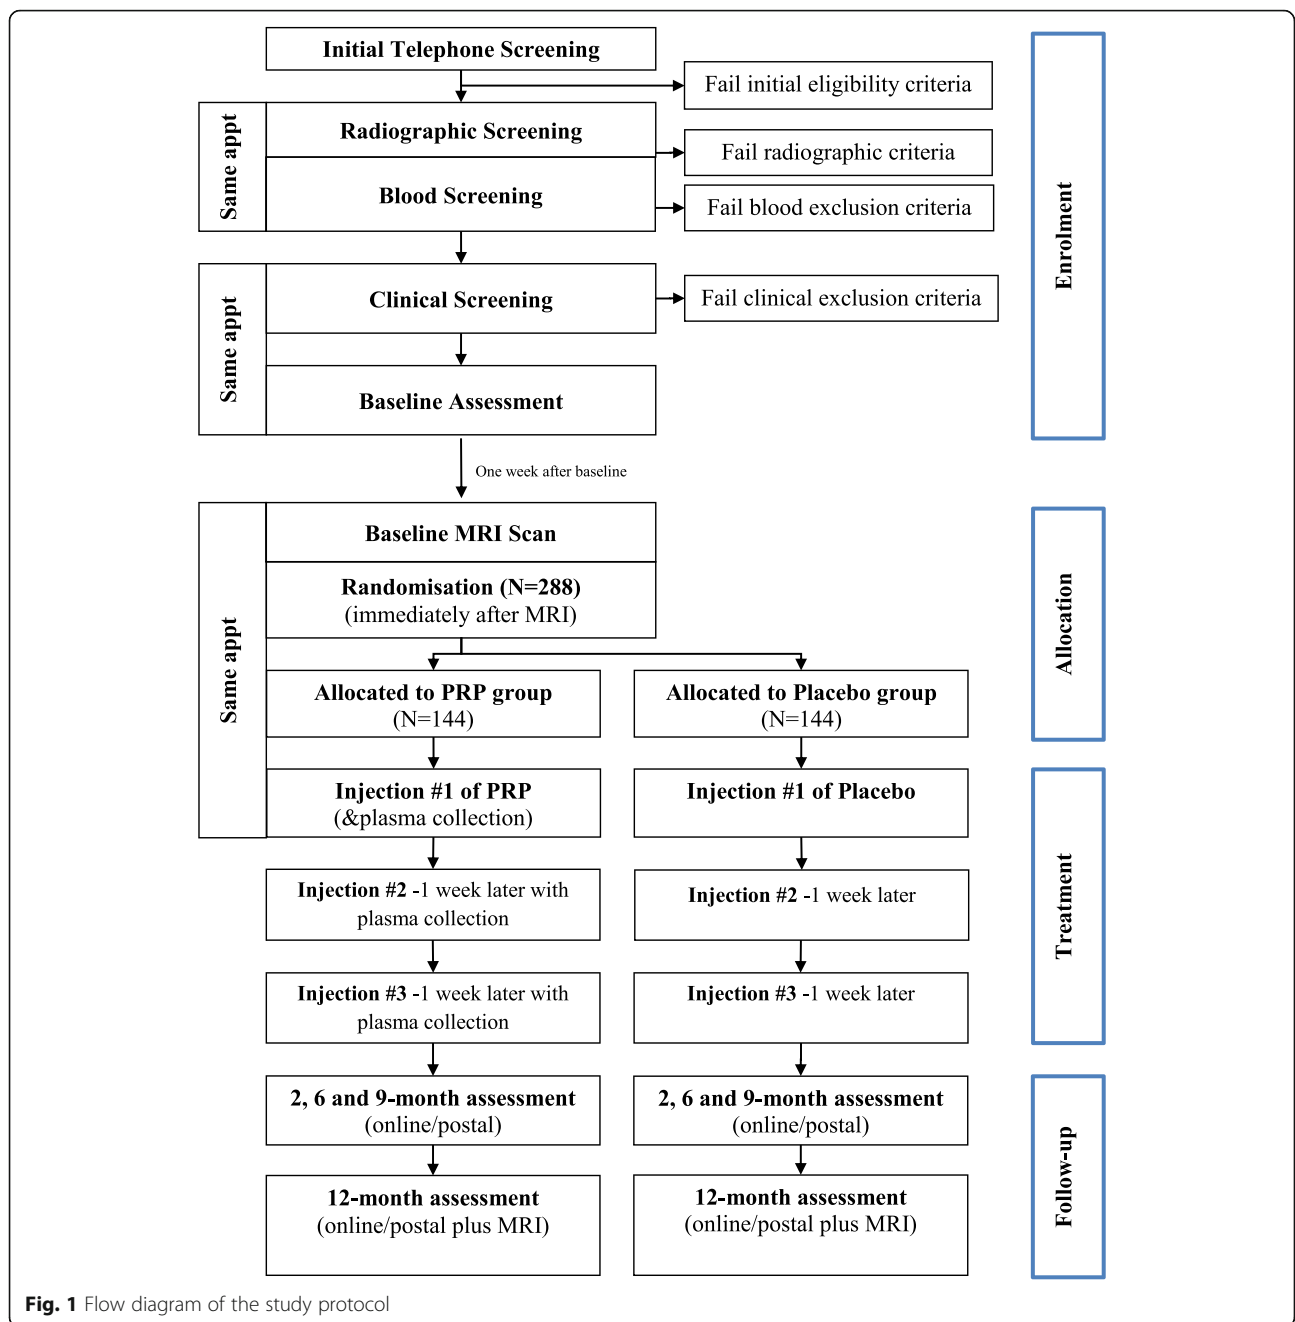 Initial Telephone Screening
Fail initial eligibility criteria
Same appt
Radiographic Screening
Fail radiographic criteria
Blood Screening
Fail blood exclusion criteria
Enrolment
Same appt
Clinical Screening
Fail clinical exclusion criteria
Baseline Assessment
One week after baseline
Same appt
Baseline MRI Scan
Randomisation (N=288)
(immediately after MRI)
Allocation
Allocated to PRP group
(N=144)
Allocated to Placebo group
(N=144)
Injection #1 of PRP
(&plasma collection)
Injection #1 of Placebo
Treatment
Injection #2 -1 week later with
plasma collection
Injection #2 -1 week later
Injection #3 -1 week later with
plasma collection
Injection #3 -1 week later
2, 6 and 9-month assessment
(online/postal)
2, 6 and 9-month assessment
(online/postal)
Follow-up
12-month assessment
(online/postal plus MRI)
12-month assessment
(online/postal plus MRI)
Fig. 1 Flow diagram of the study protocol